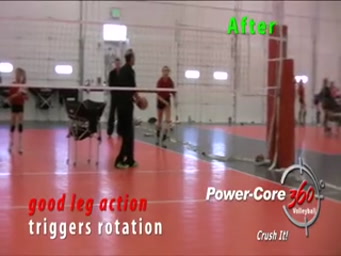 After
good leg action
triggers rotation
Power-Core 360
Volleyball
Crush It!